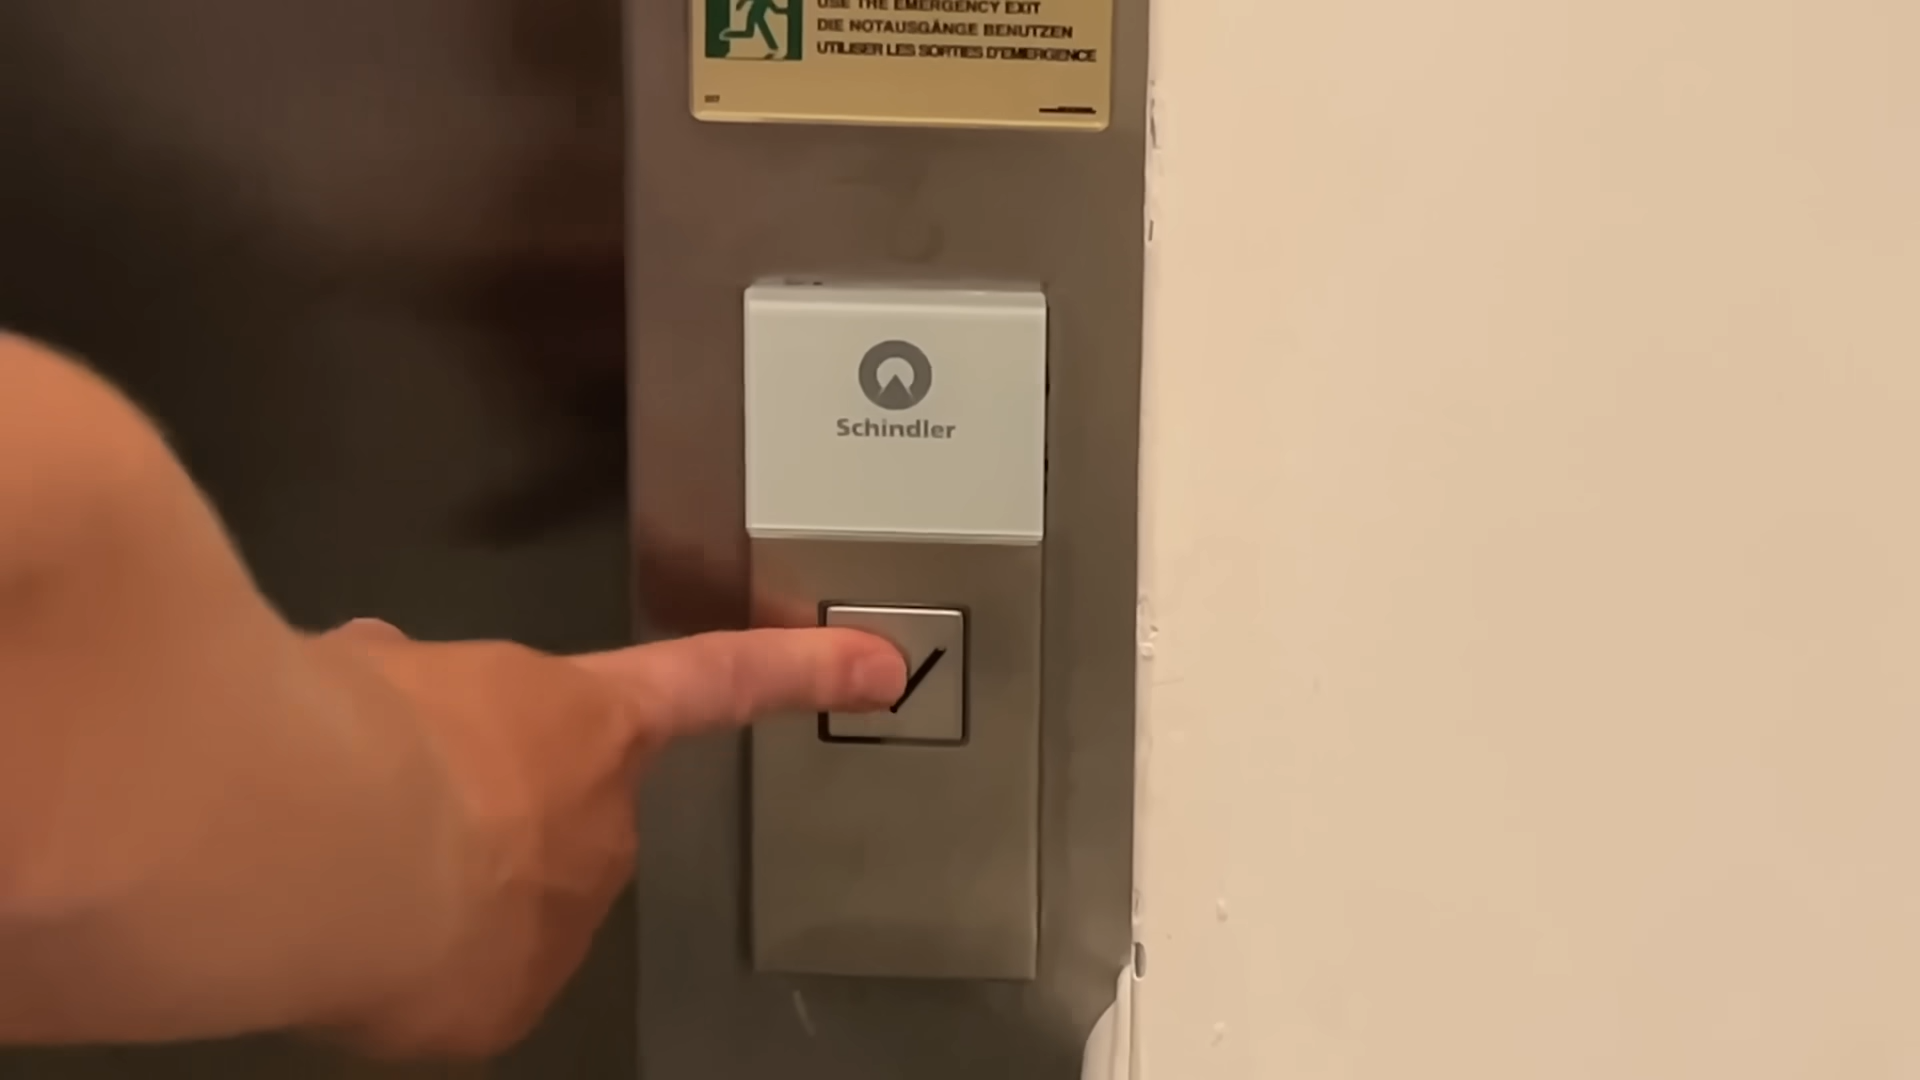 USE THE EMERGENCY EXIT
DIE NOTAUSGÄNGE BENUTZEN
UTILISER LES SORTIES D'EMERGENCE
Schindler